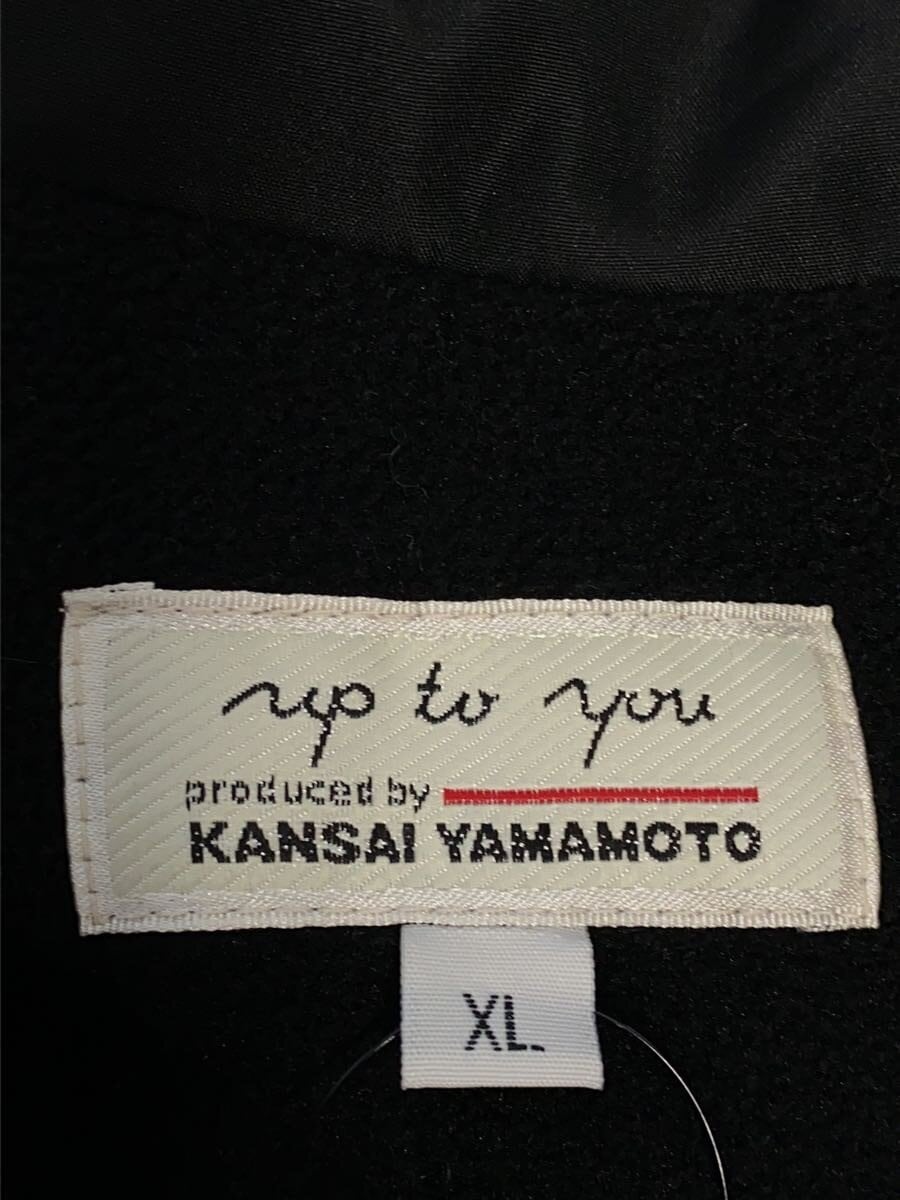 up to you
produced by
KANSAI YAMAMOTO
XL.